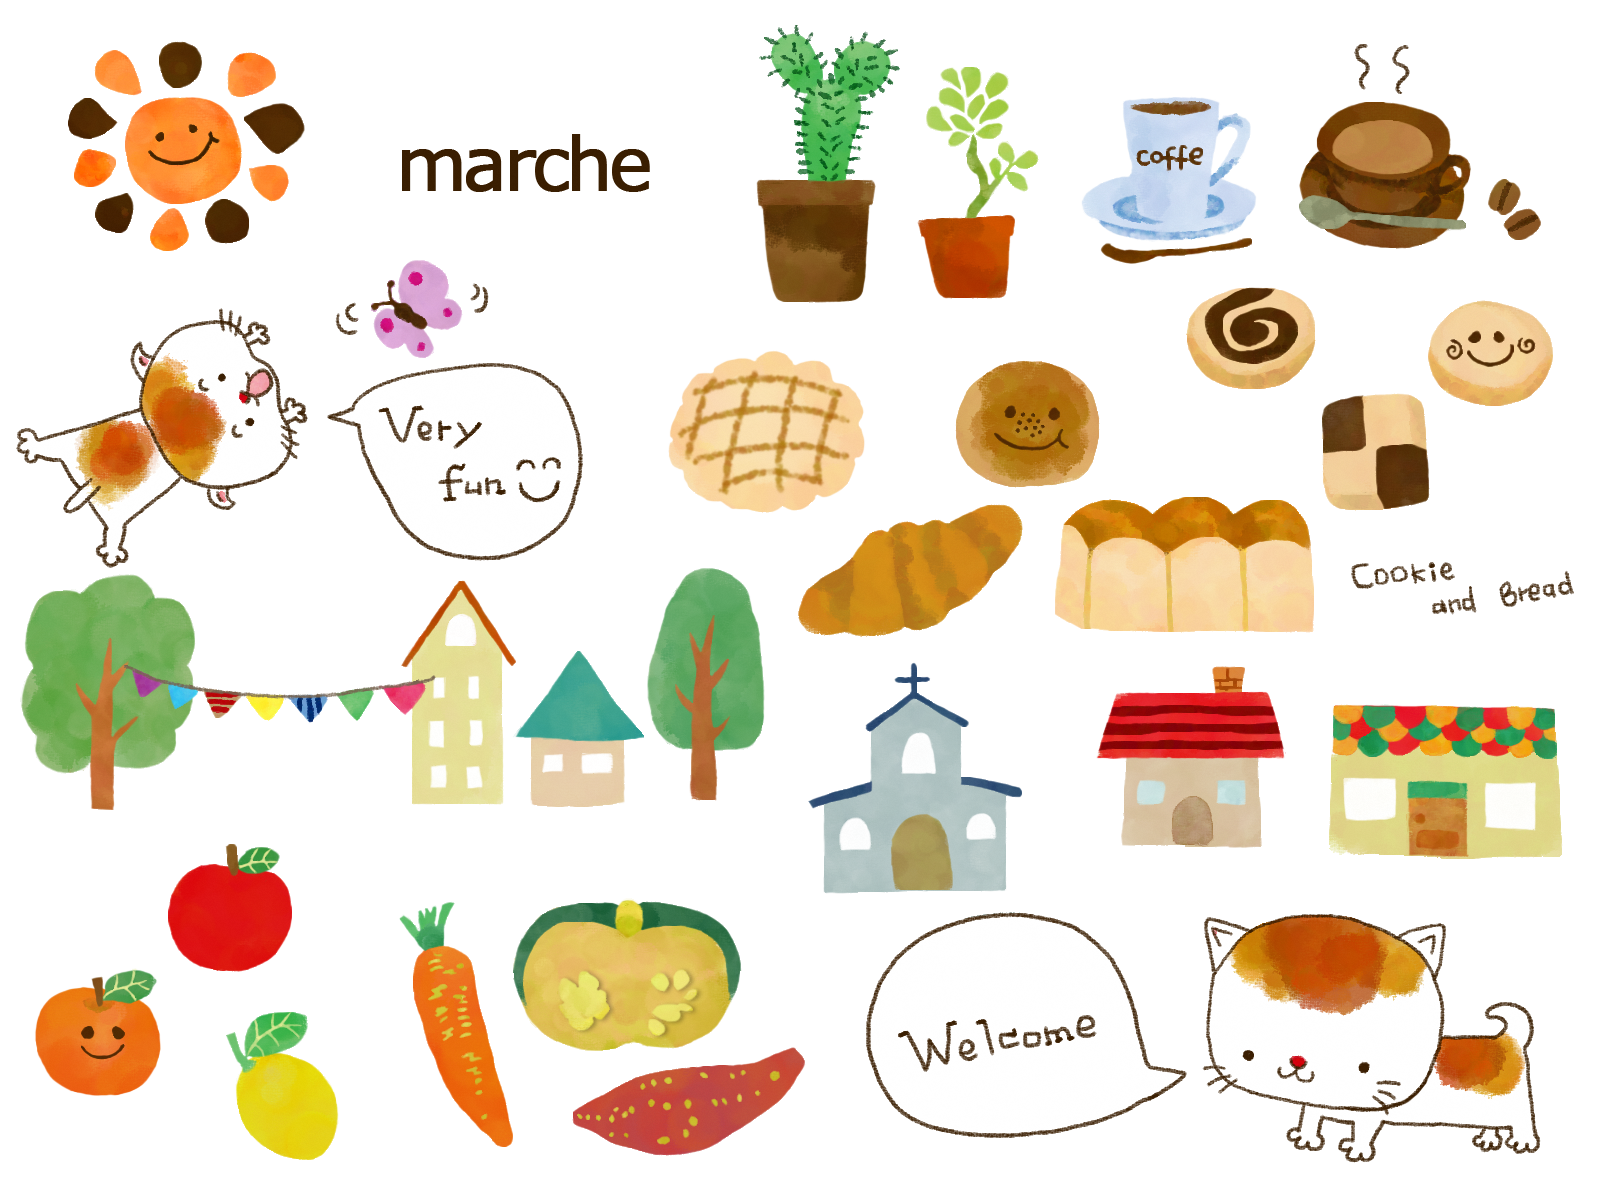 marche
coffe
Very
fun
Cookie
and Bread
Welcome